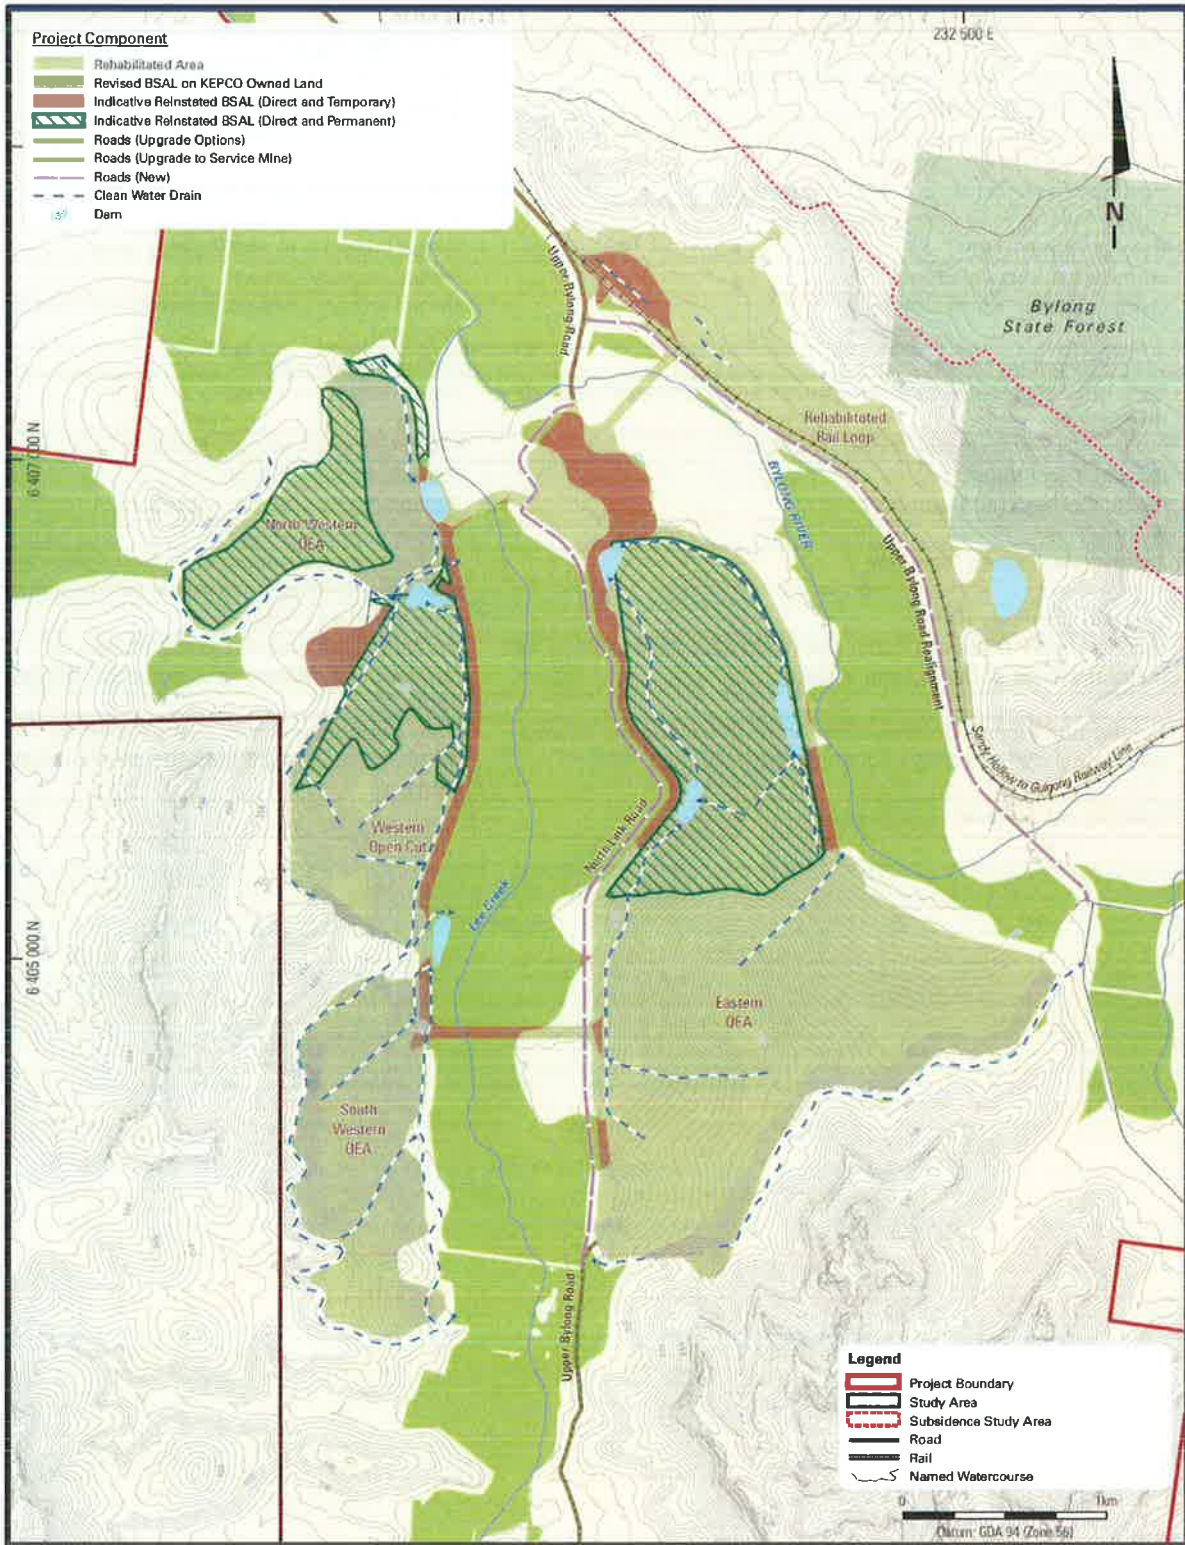 232 500 E
Project Component
Rehabilitated Area
Revised BSAL on KEPCO Owned Land
Indicative Reinstated BSAL (Direct and Temporary)
Indicative Reinstated BSAL (Direct and Permanent)
Roads (Upgrade Options)
Roads (Upgrade to Service Mine)
Roads (New)
Clean Water Drain
Dam
N
Bylong
State Forest
Upper Bylong Road
Rehabilitated
Rail Loop
BYLONG RIVER
6 407 000 N
North Western
OEA
Upper Bylong Road Realignment
Sandy Hollow to Gulgong Railway Line
Western
Open Cut
North Link Road
Lee Creek
6 405 000 N
Eastern
OEA
South
Western
OEA
Upper Bylong Road
Legend
Project Boundary
Study Area
Subsidence Study Area
Road
Rail
Named Watercourse
0 1km
Datum: GDA 94 (Zone 56)